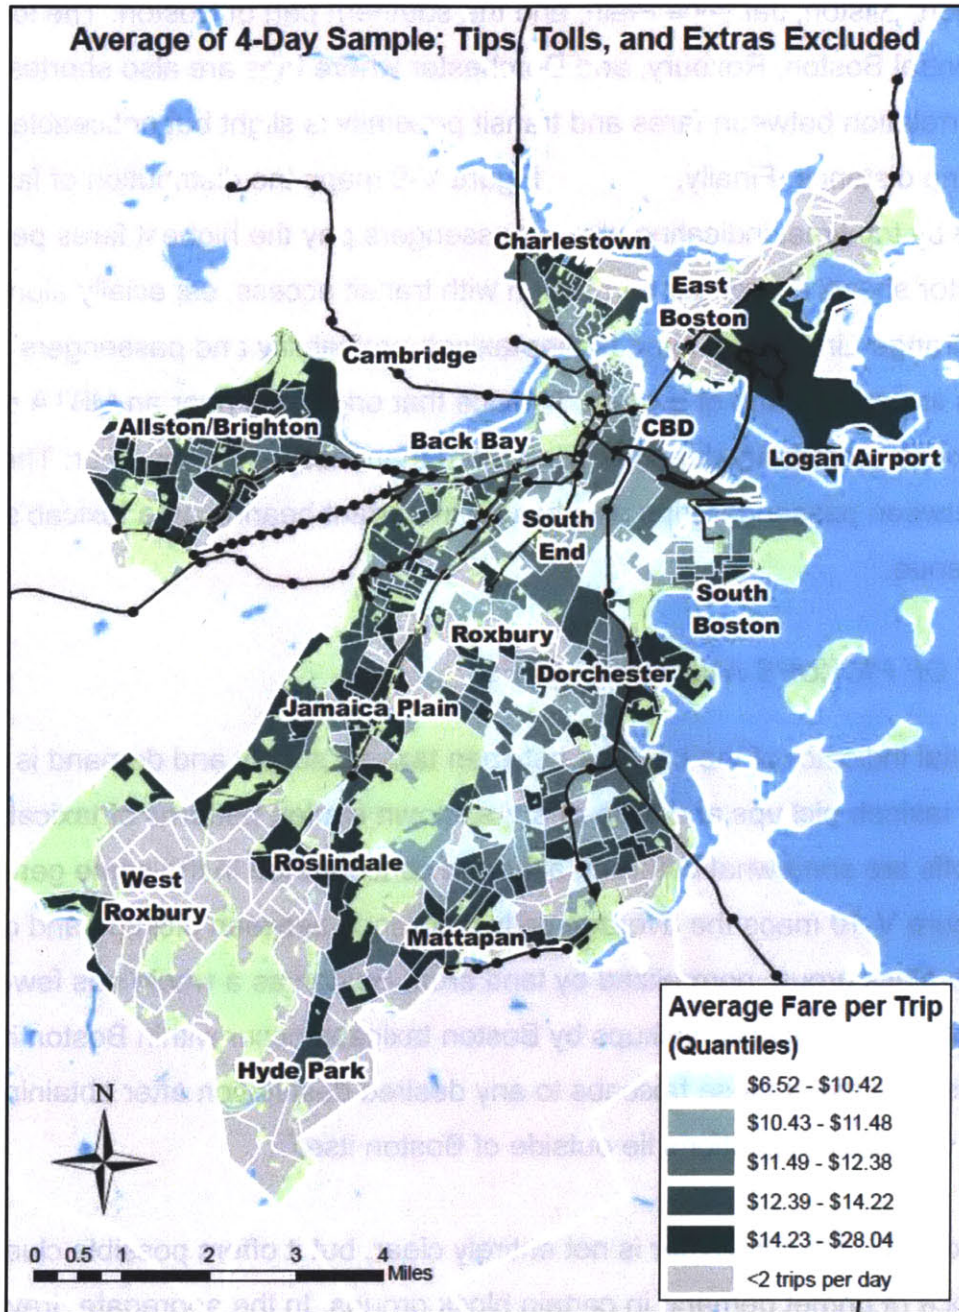 Average of 4-Day Sample; Tips, Tolls, and Extras Excluded
Charlestown
East
Boston
Cambridge
Allston/Brighton
Back Bay
CBD
Logan Airport
South
End
South
Boston
Roxbury
Dorchester
Jamaica Plain
Roslindale
West
Roxbury
Mattapan
Hyde Park
N
0 0.5 1 2 3 4
Miles
Average Fare per Trip
(Quantiles)
$6.52 - $10.42
$10.43 - $11.48
$11.49 - $12.38
$12.39 - $14.22
$14.23 - $28.04
<2 trips per day